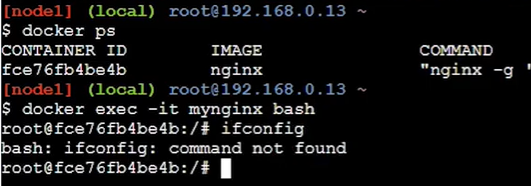 [node1] (local) root@192.168.0.13 ~
$ docker ps
CONTAINER ID IMAGE COMMAND
fce76fb4be4b nginx "nginx -g '
[node1] (local) root@192.168.0.13 ~
$ docker exec -it mynginx bash
root@fce76fb4be4b:/# ifconfig
bash: ifconfig: command not found
root@fce76fb4be4b:/#